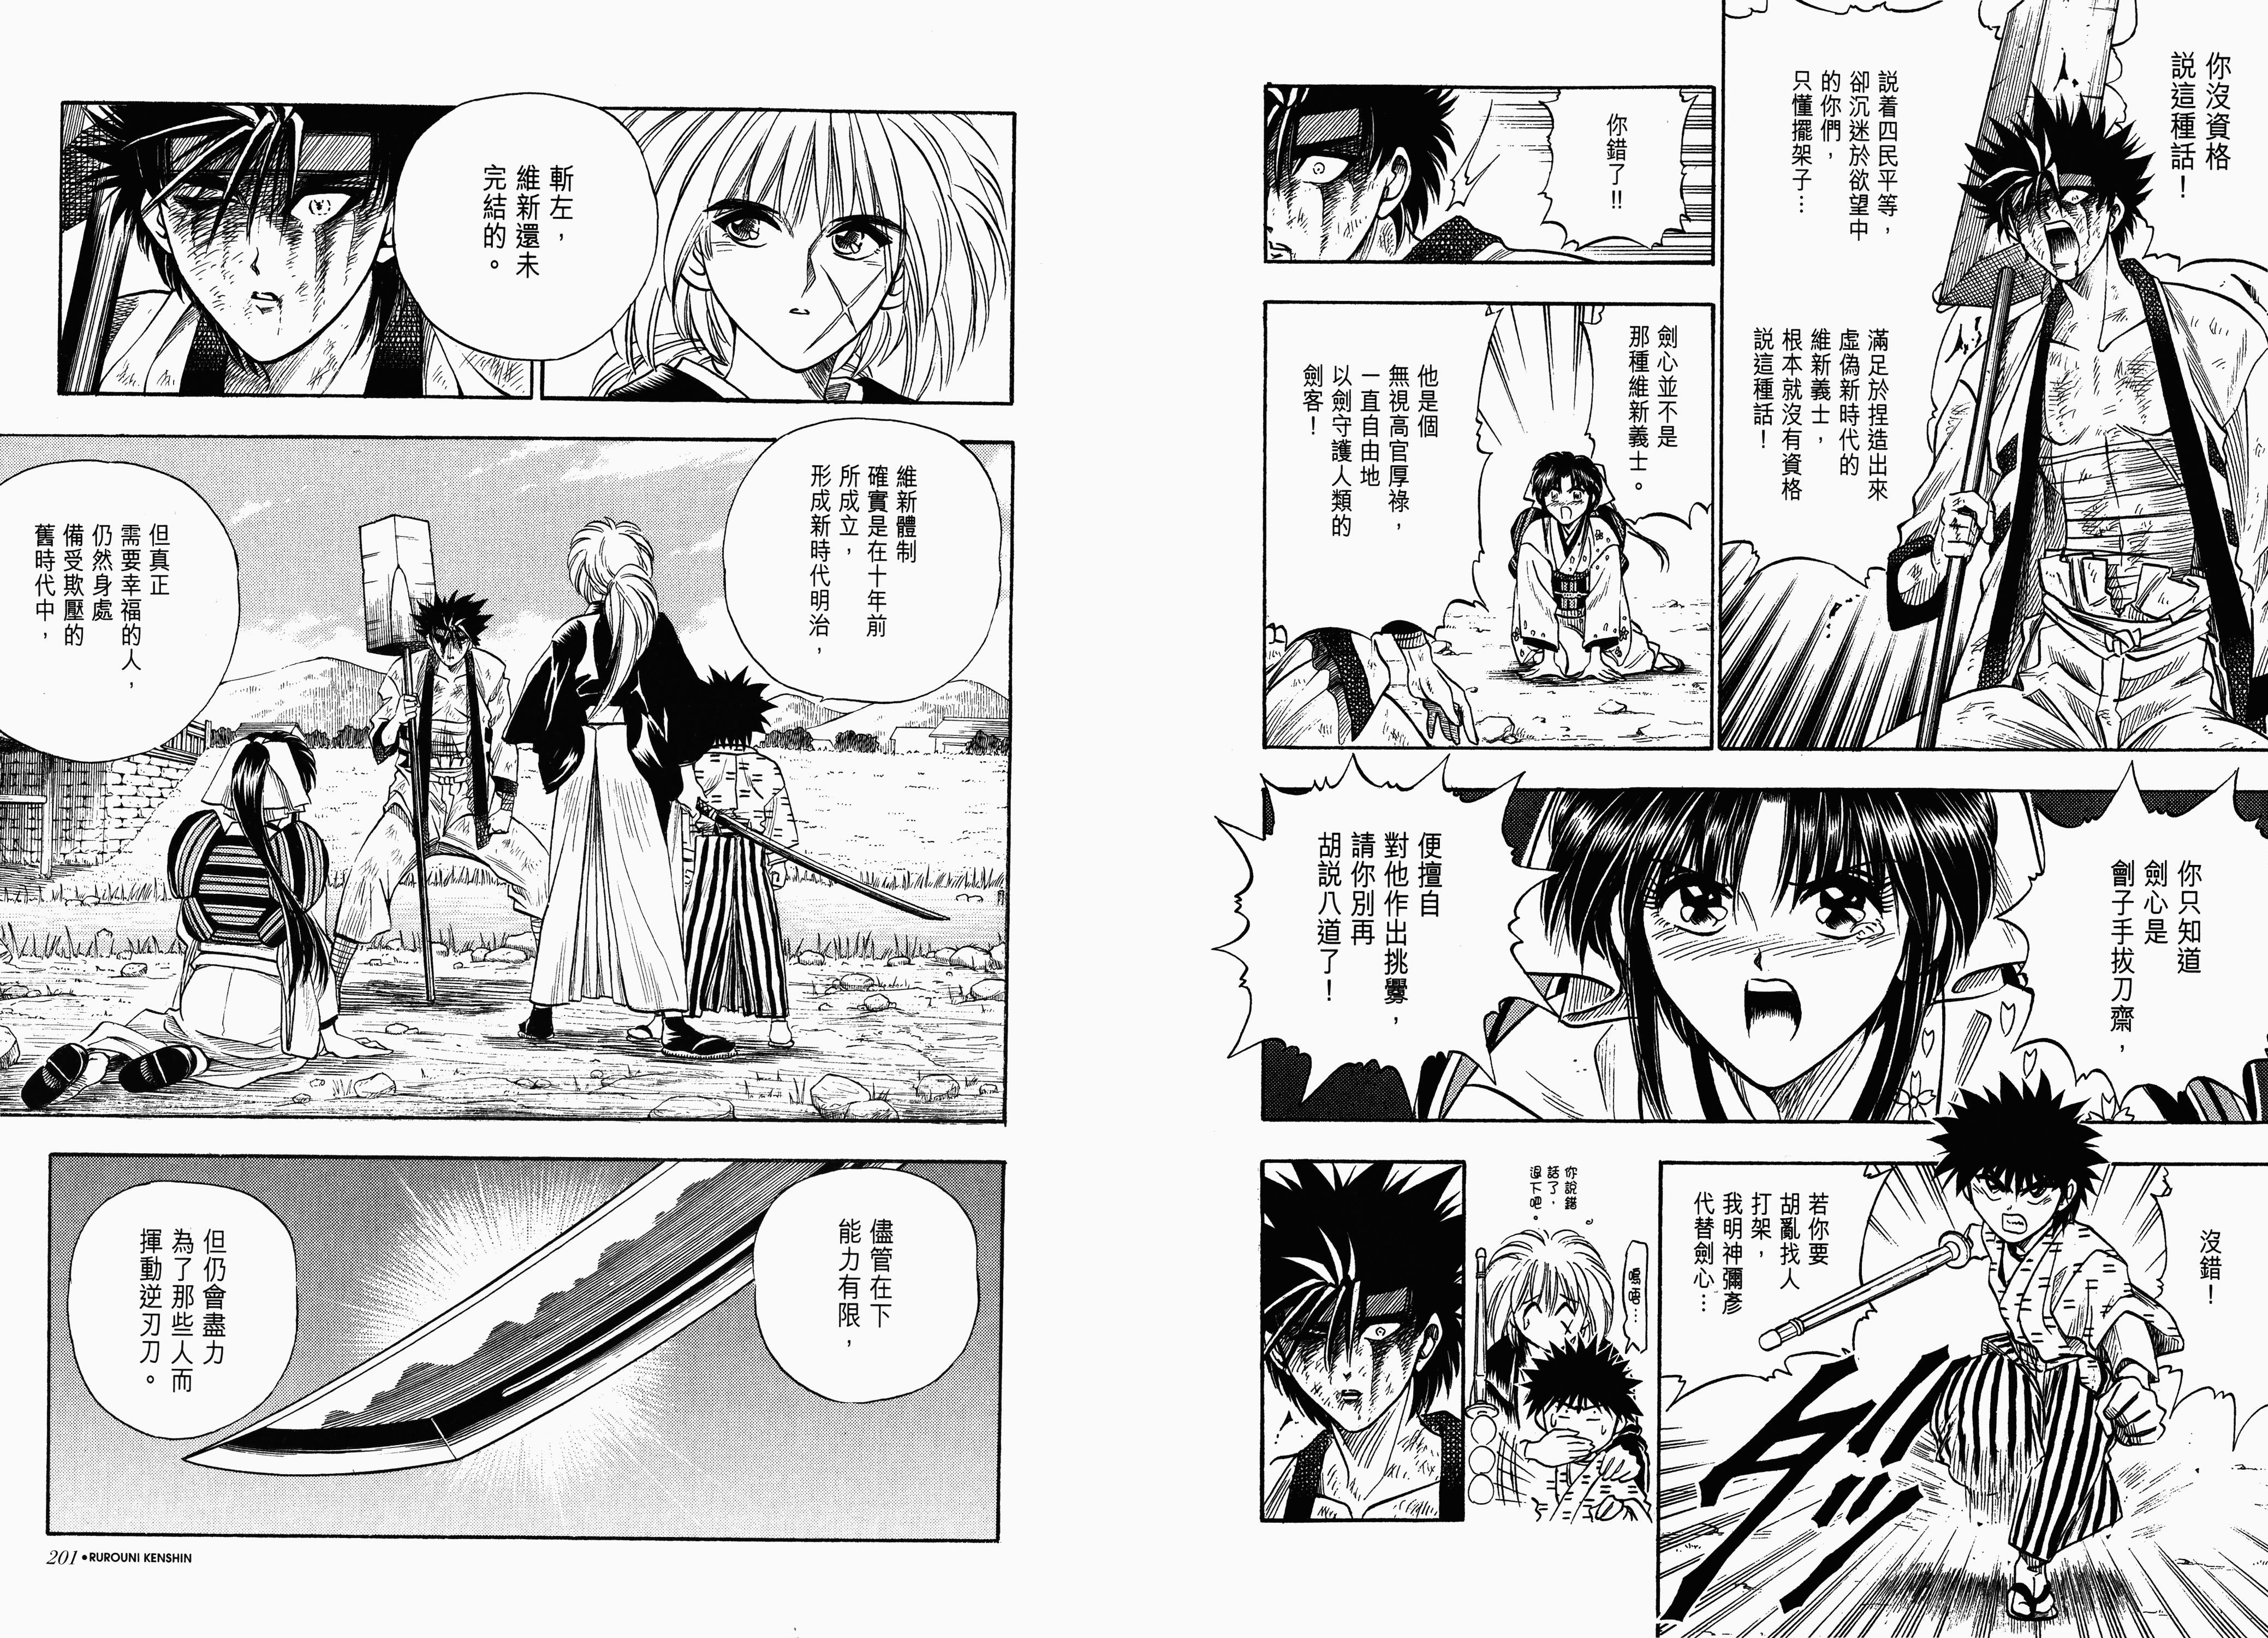 你沒資格
說這種話！
說着四民平等，
卻沉迷於欲望中
的你們，
只懂擺架子…
滿足於捏造出來
虛偽新時代的
維新義士，
根本就沒有資格
說這種話！
你錯了!!
劍心並不是
那種維新義士。
他是個
無視高官厚祿，
一直自由地
以劍守護人類的
劍客！
你只知道
劍心是
劊子手拔刀齋，
便擅自
對他作出挑釁，
請你別再
胡說八道了！
沒錯！
若你要
胡亂找人
打架，
我明神彌彥
代替劍心…
ダッ
嗚唔…
你說錯
話了，
退下吧。
斬左，
維新還未
完結的。
維新體制
確實是在十年前
所成立，
形成新時代明治，
但真正
需要幸福的人，
仍然身處
備受欺壓的
舊時代中，
儘管在下
能力有限，
但仍會盡力
為了那些人而
揮動逆刃刀。
201●RUROUNI KENSHIN